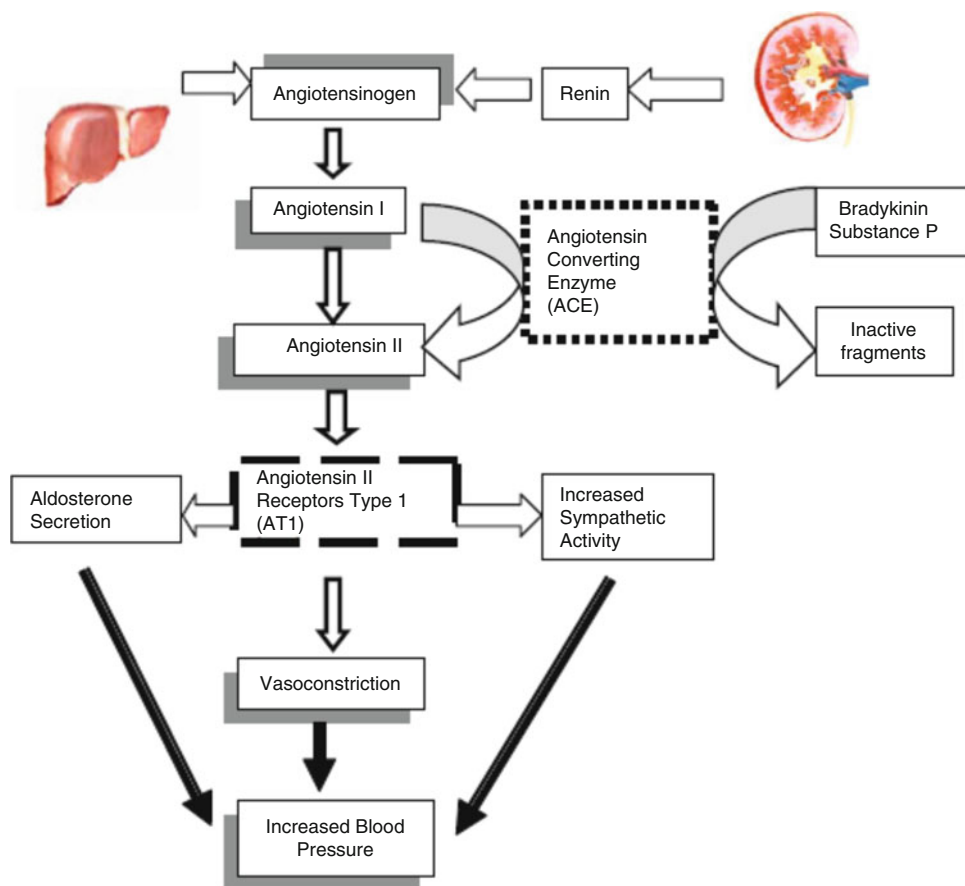 Angiotensinogen
Renin
Angiotensin I
Angiotensin
Converting
Enzyme
(ACE)
Bradykinin
Substance P
Angiotensin II
Inactive
fragments
Aldosterone
Secretion
Angiotensin II
Receptors Type 1
(AT1)
Increased
Sympathetic
Activity
Vasoconstriction
Increased Blood
Pressure